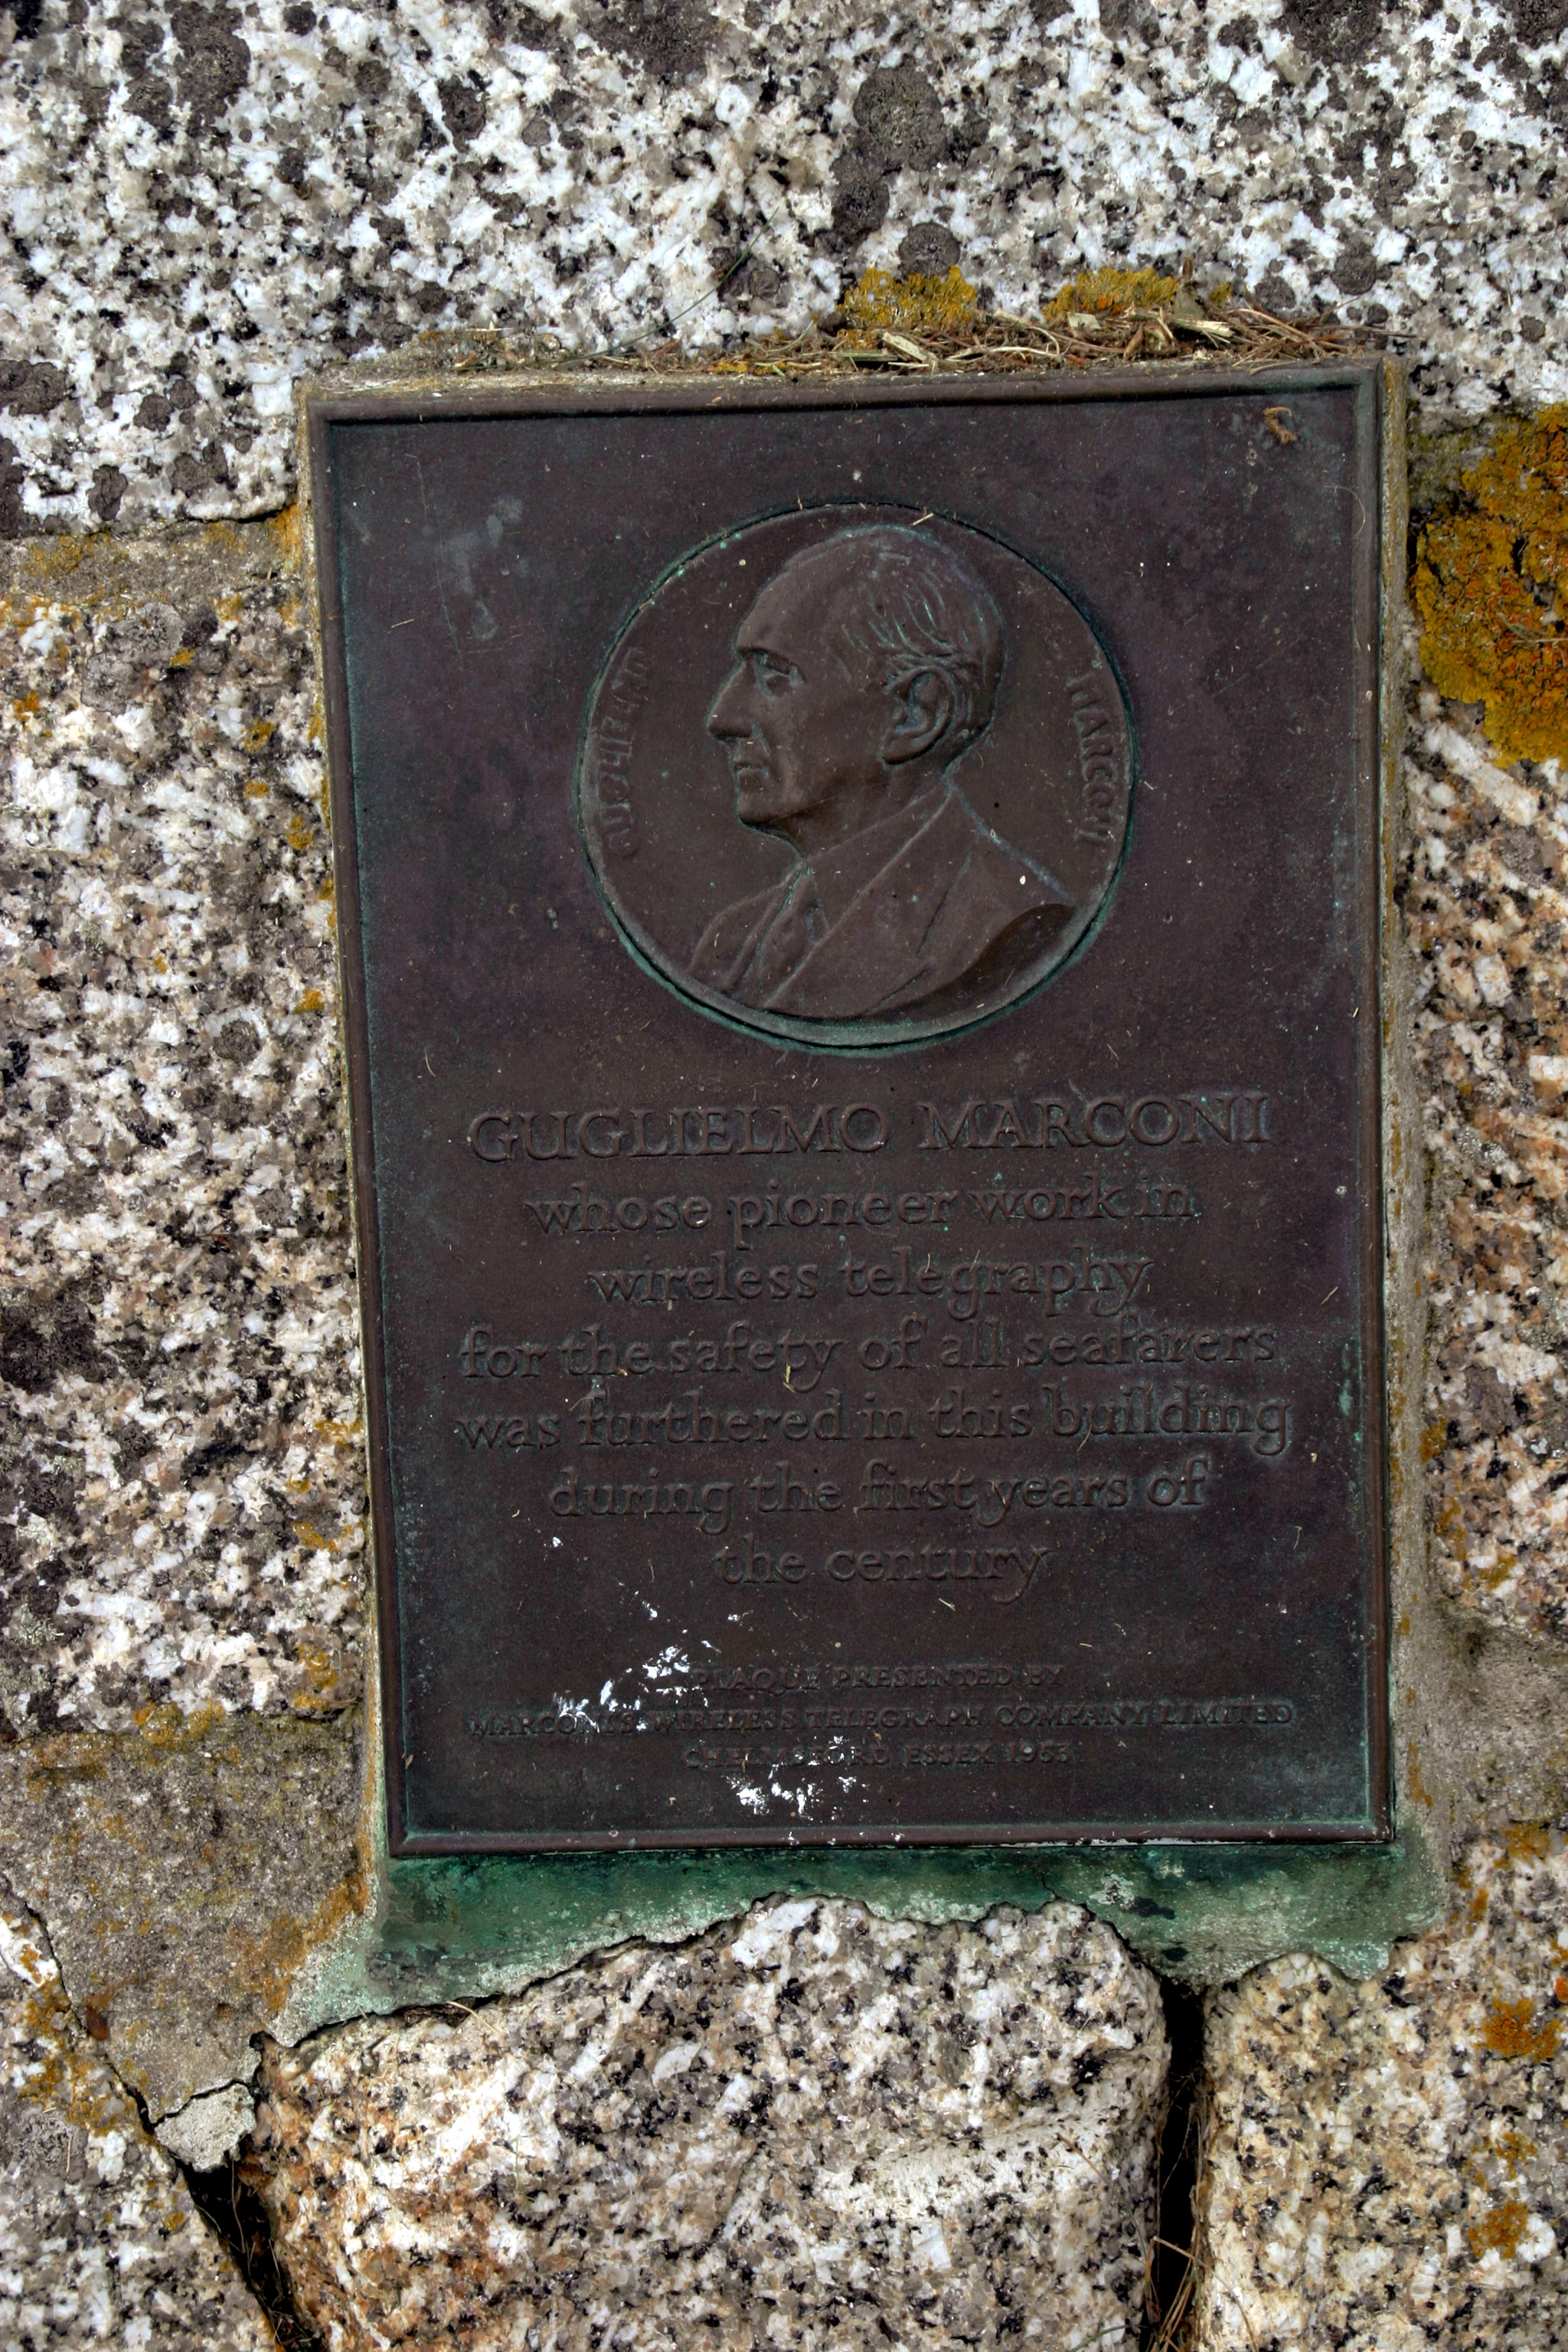 GUGLIELMO MARCONI
GUGLIELMO MARCONI
whose pioneer work in
wireless telegraphy
for the safety of all seafarers
was furthered in this building
during the first years of
the century
PLAQUE PRESENTED BY
MARCONI'S WIRELESS TELEGRAPH COMPANY LIMITED
CHELMSFORD ESSEX 1953